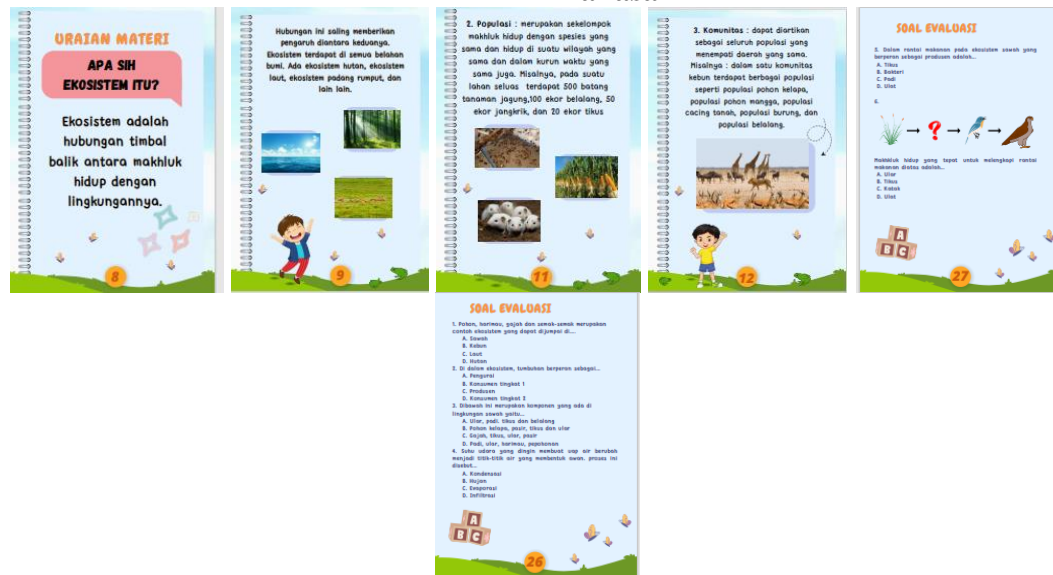 URAIAN MATERI
APA SIH
EKOSISTEM ITU?
Ekosistem adalah
hubungan timbal
balik antara makhluk
hidup dengan
lingkungannya.
8
Hubungan ini saling memberikan
pengaruh diantara keduanya.
Ekosistem terdapat di semua belahan
bumi. Ada ekosistem hutan, ekosistem
laut, ekosistem padang rumput, dan
lain lain.
9
2. Populasi : merupakan sekelompok
makhluk hidup dengan spesies yang
sama dan hidup di suatu wilayah yang
sama dan dalam kurun waktu yang
sama juga. Misalnya, pada suatu
lahan seluas terdapat 500 batang
tanaman jagung,100 ekor belalang, 50
ekor jangkrik, dan 20 ekor tikus
11
3. Komunitas : dapat diartikan
sebagai seluruh populasi yang
menempati daerah yang sama.
Misalnya : dalam satu komunitas
kebun terdapat berbagai populasi
seperti populasi pohon kelapa,
populasi pohon mangga, populasi
cacing tanah, populasi burung, dan
populasi belalang.
12
SOAL EVALUASI
5. Dalam rantai makanan pada ekosistem sawah yang
berperan sebagai produsen adalah...
A. Tikus
B. Bakteri
C. Padi
D. Ulat
6.
?
Makhluk hidup yang tepat untuk melengkapi rantai
makanan diatas adalah...
A. Ular
B. Tikus
C. Katak
D. Ulat
A
B C
27
SOAL EVALUASI
1. Pohon, harimau, gajah dan semak-semak merupakan
contoh ekosistem yang dapat dijumpai di...
A. Sawah
B. Kebun
C. Laut
D. Hutan
2. Di dalam ekosistem, tumbuhan berperan sebagai...
A. Pengurai
B. Konsumen tingkat 1
C. Produsen
D. Konsumen tingkat 2
3. Dibawah ini merupakan komponen yang ada di
lingkungan sawah yaitu...
A. Ular, padi, tikus dan belalang
B. Pohon kelapa, pasir, tikus dan ular
C. Gajah, tikus, ular, pasir
D. Padi, ular, harimau, pepohonan
4. Suhu udara yang dingin membuat uap air berubah
menjadi titik-titik air yang membentuk awan. proses ini
disebut...
A. Kondensasi
B. Hujan
C. Evaporasi
D. Infiltrasi
A
B C
26